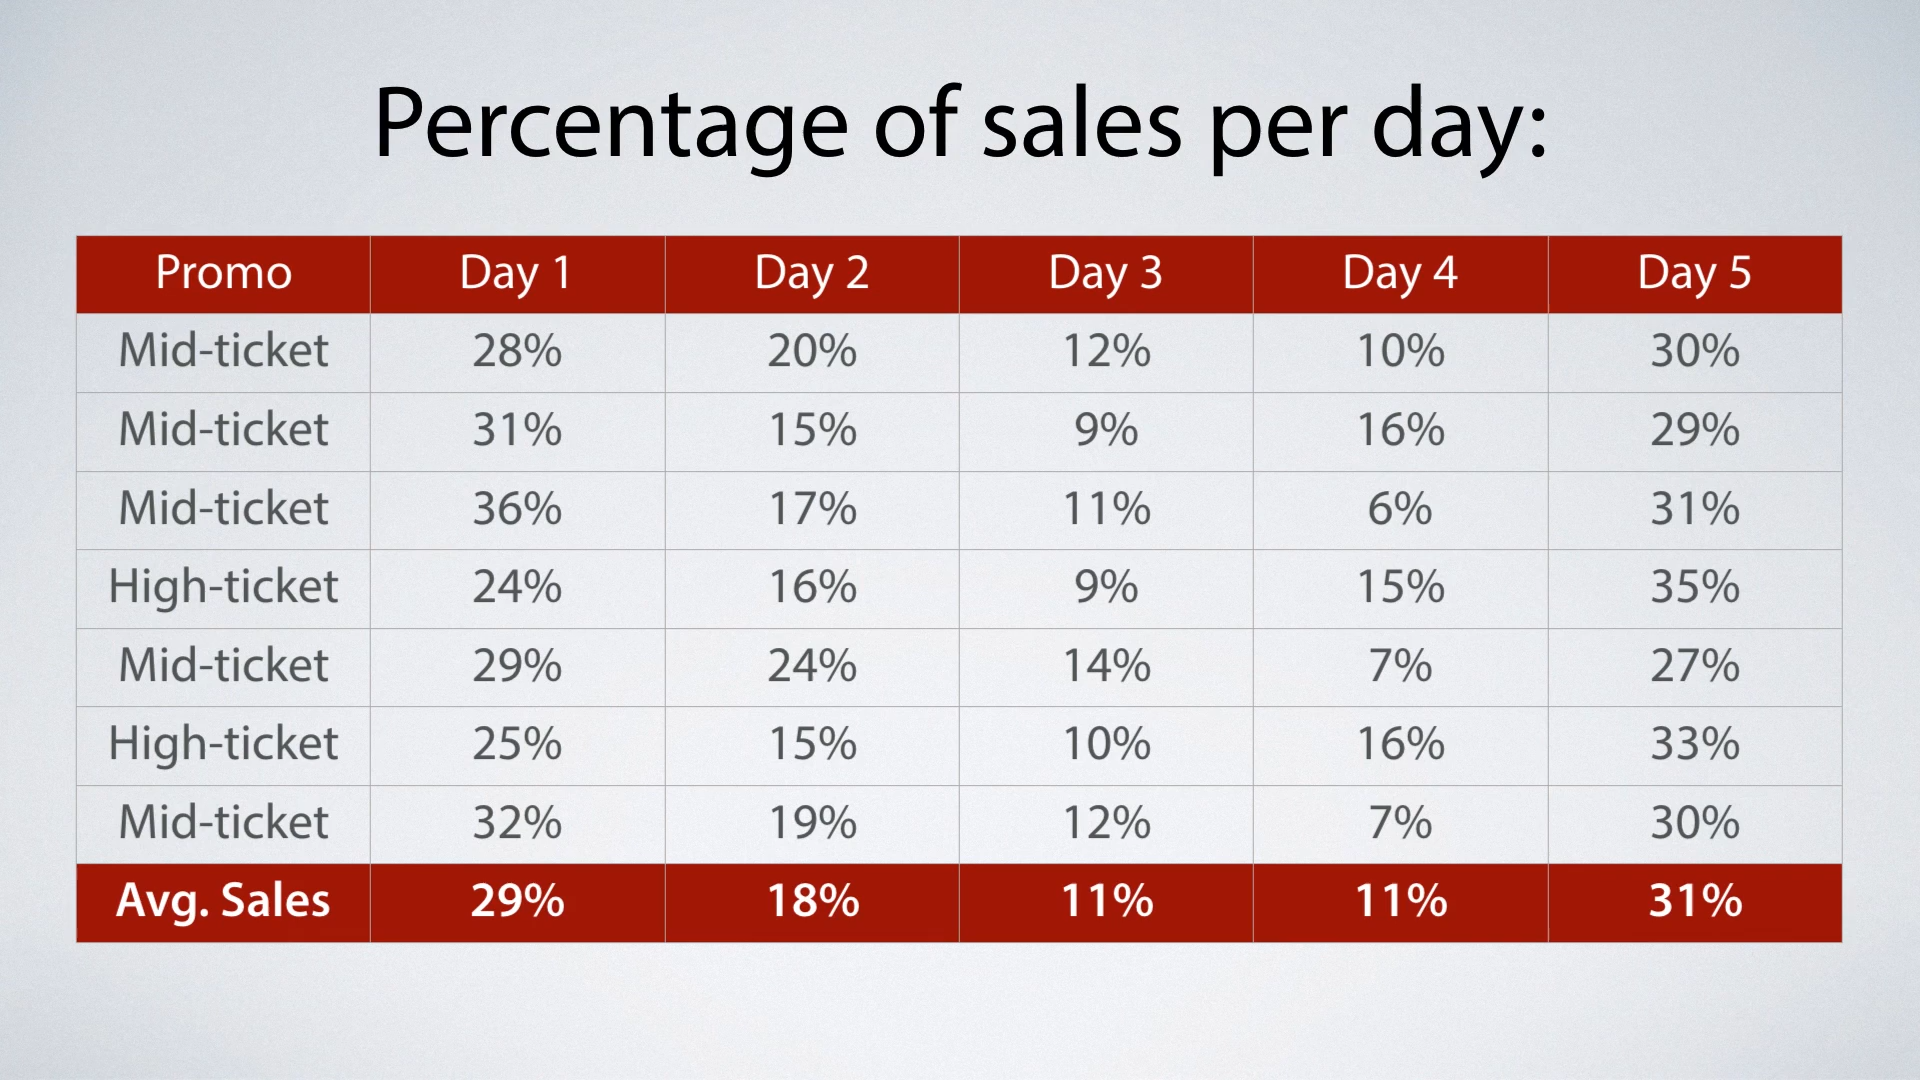 Percentage of sales per day:
Promo Day 1 Day 2 Day 3 Day 4 Day 5
Mid-ticket 28% 20% 12% 10% 30%
Mid-ticket 31% 15% 9% 16% 29%
Mid-ticket 36% 17% 11% 6% 31%
High-ticket 24% 16% 9% 15% 35%
Mid-ticket 29% 24% 14% 7% 27%
High-ticket 25% 15% 10% 16% 33%
Mid-ticket 32% 19% 12% 7% 30%
Avg. Sales 29% 18% 11% 11% 31%